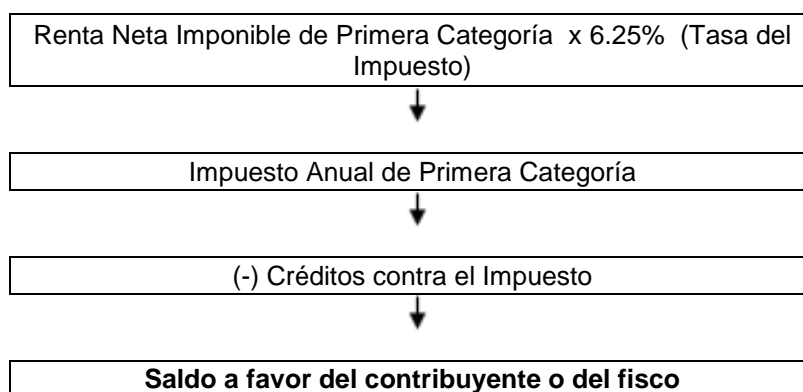 Renta Neta Imponible de Primera Categoría x 6.25% (Tasa del
Impuesto)
Impuesto Anual de Primera Categoría
(-) Créditos contra el Impuesto
Saldo a favor del contribuyente o del fisco